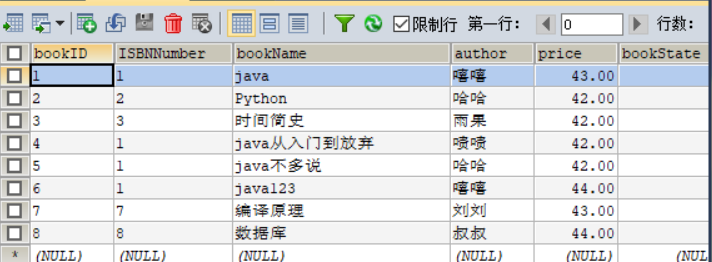 限制行 第一行: 0 行数:
bookID ISBNNumber bookName author price bookState
1 1 java 嘻嘻 43.00
2 2 Python 哈哈 42.00
3 3 时间简史 雨果 42.00
4 1 java从入门到放弃 啧啧 42.00
5 1 java不多说 哈哈 42.00
6 1 java123 嘻嘻 44.00
7 7 编译原理 刘刘 43.00
8 8 数据库 叔叔 44.00
* (NULL) (NULL) (NULL) (NULL) (NULL) (NUL